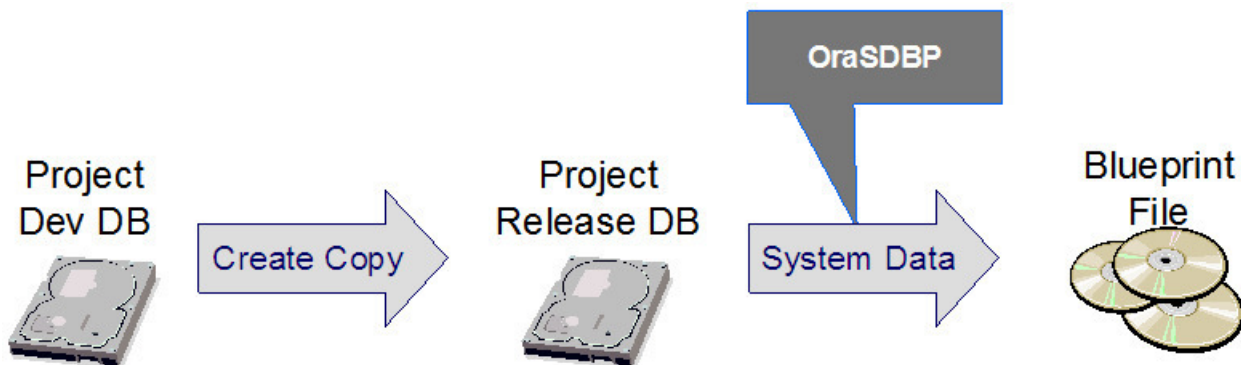 OraSDBP
Project
Dev DB
Create Copy
Project
Release DB
System Data
Blueprint
File